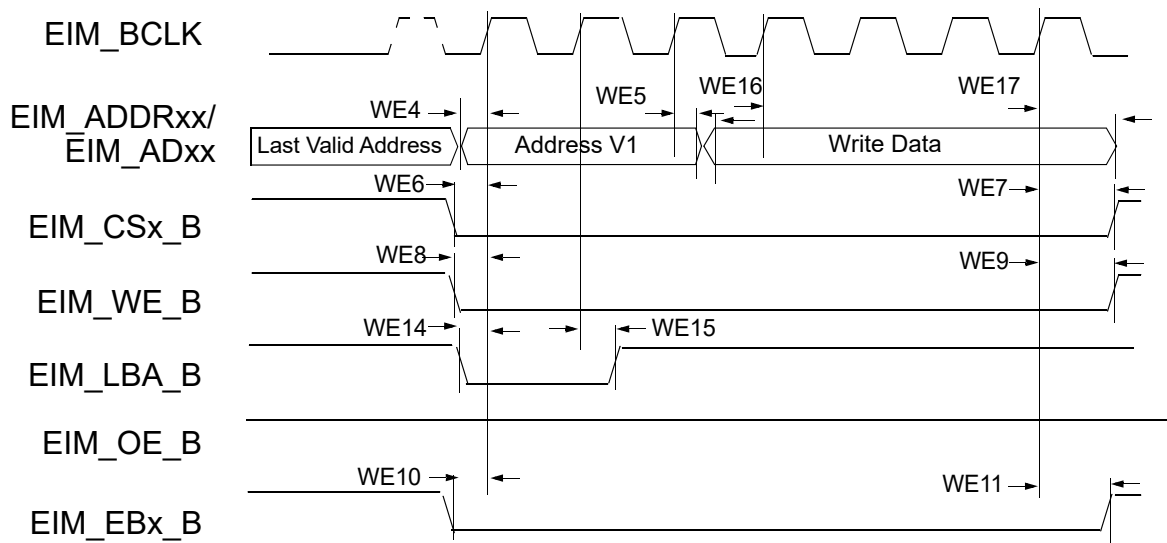 EIM_BCLK
WE16
WE5
WE17
WE4
EIM_ADDRxx/
EIM_ADxx
Last Valid Address
Address V1
Write Data
WE6
WE7
EIM_CSx_B
WE8
WE9
EIM_WE_B
WE14
WE15
EIM_LBA_B
EIM_OE_B
WE10
WE11
EIM_EBx_B